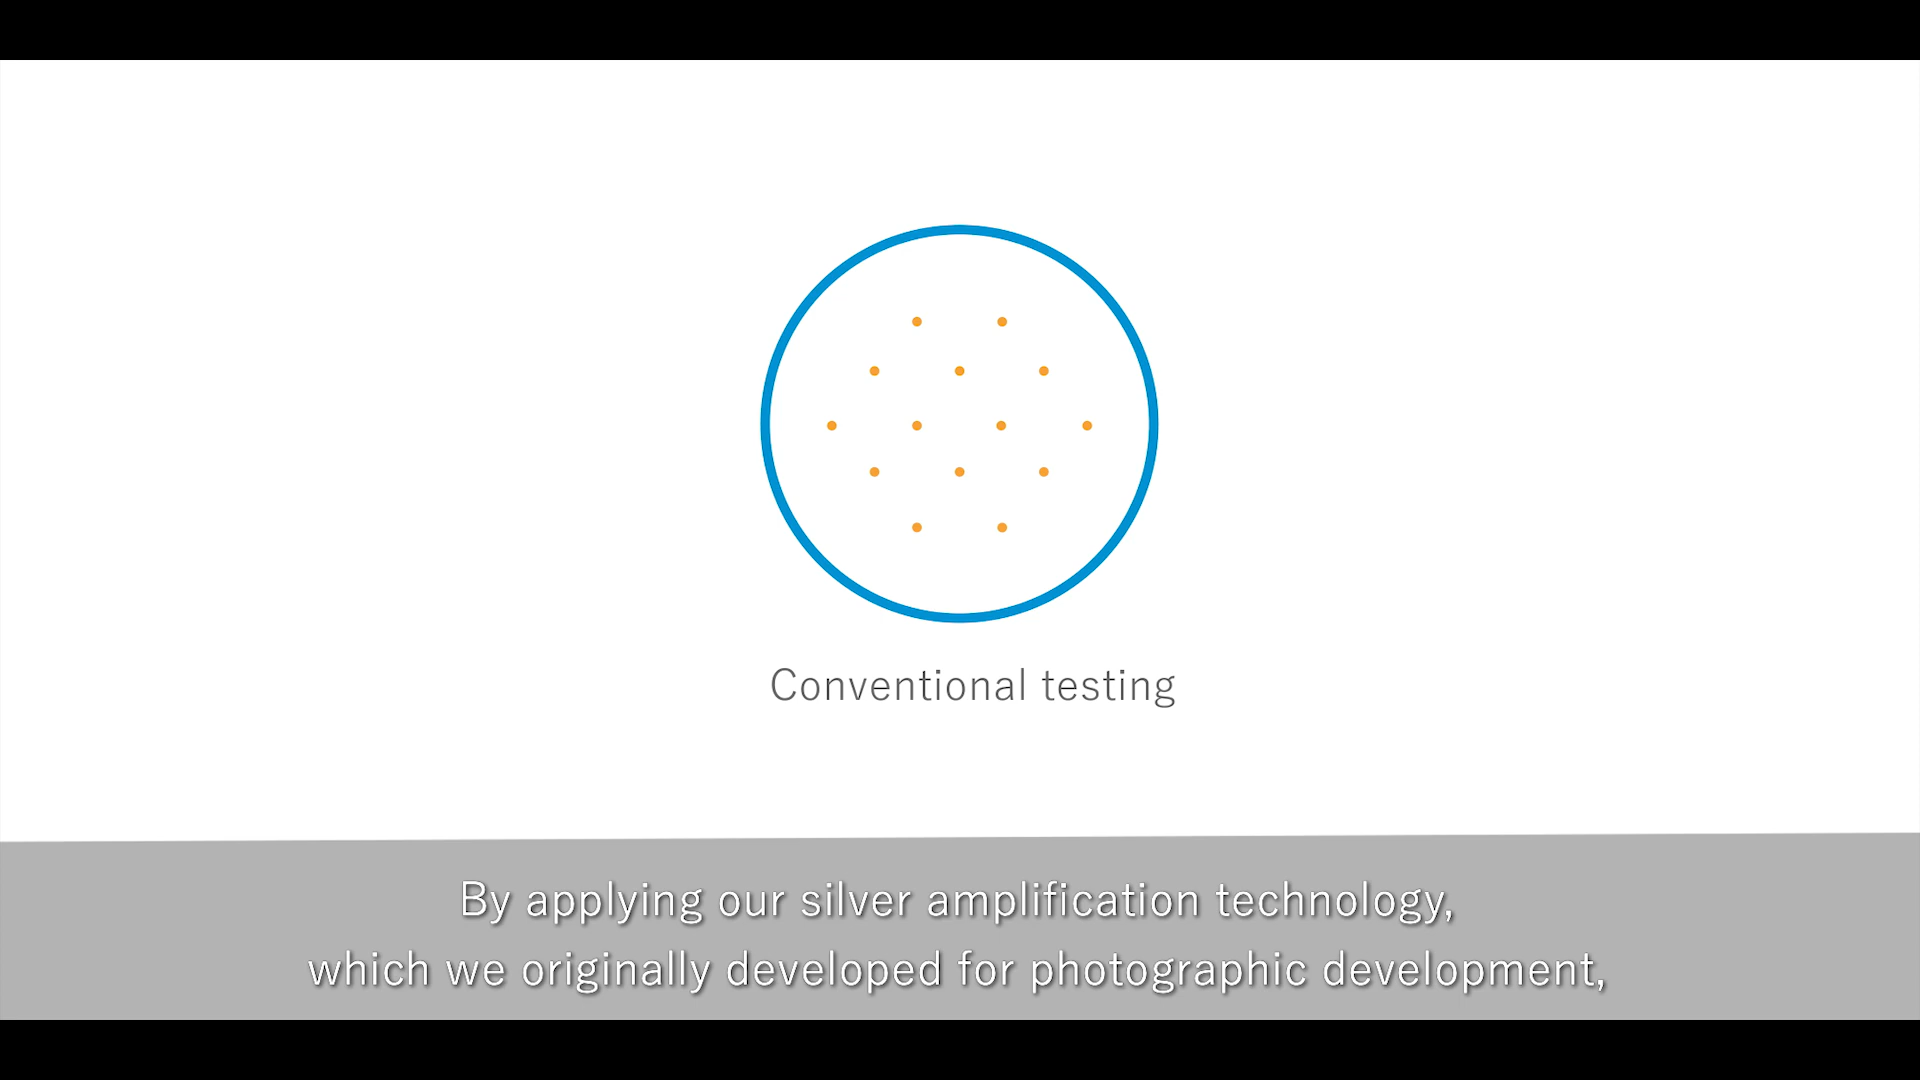 Conventional testing
By applying our silver amplification technology,
which we originally developed for photographic development,